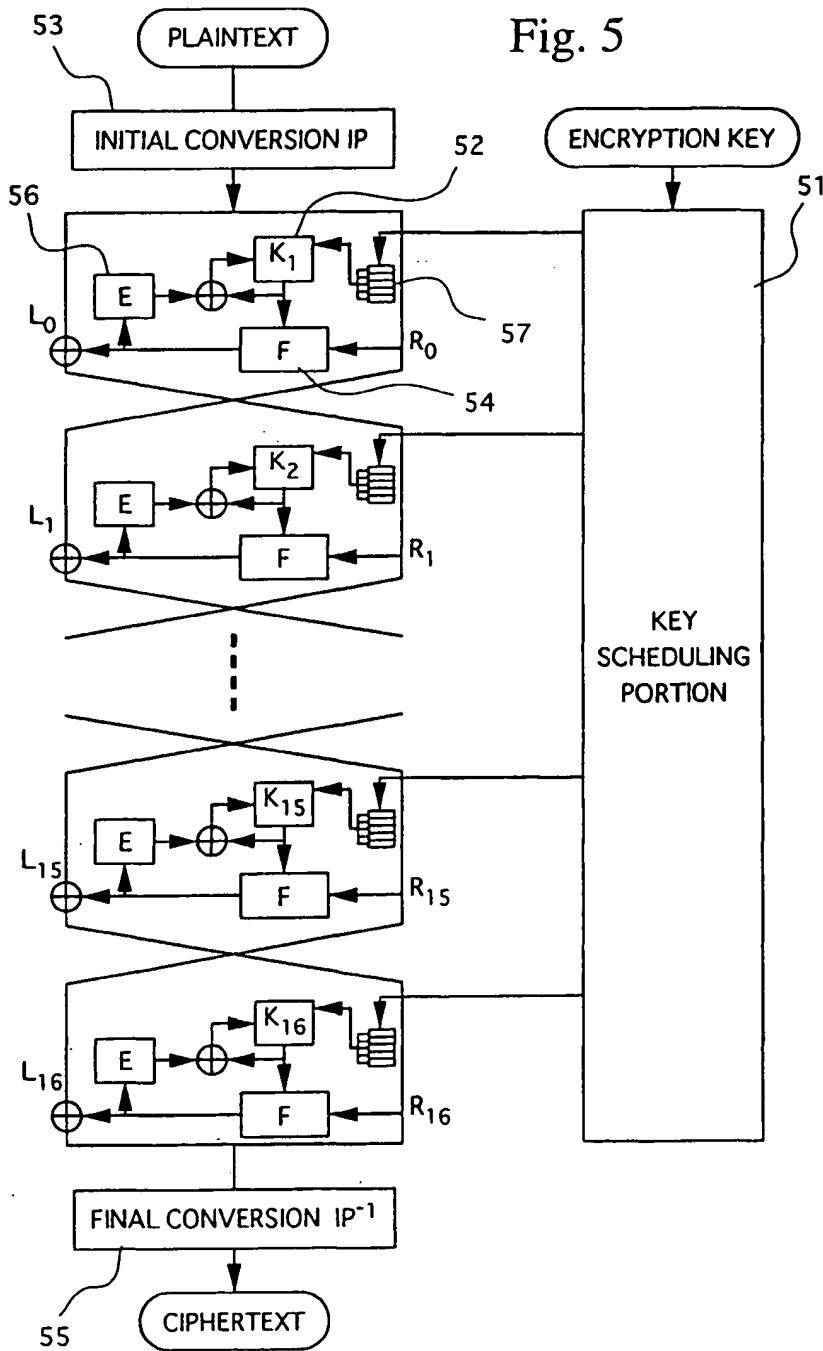 Fig. 5
PLAINTEXT
53
INITIAL CONVERSION IP
ENCRYPTION KEY
52
51
56
K1
E
57
L0
F
R0
54
K2
E
L1
F
R1
KEY
SCHEDULING
PORTION
K15
E
L15
F
R15
K16
E
L16
F
R16
FINAL CONVERSION IP-1
CIPHERTEXT
55